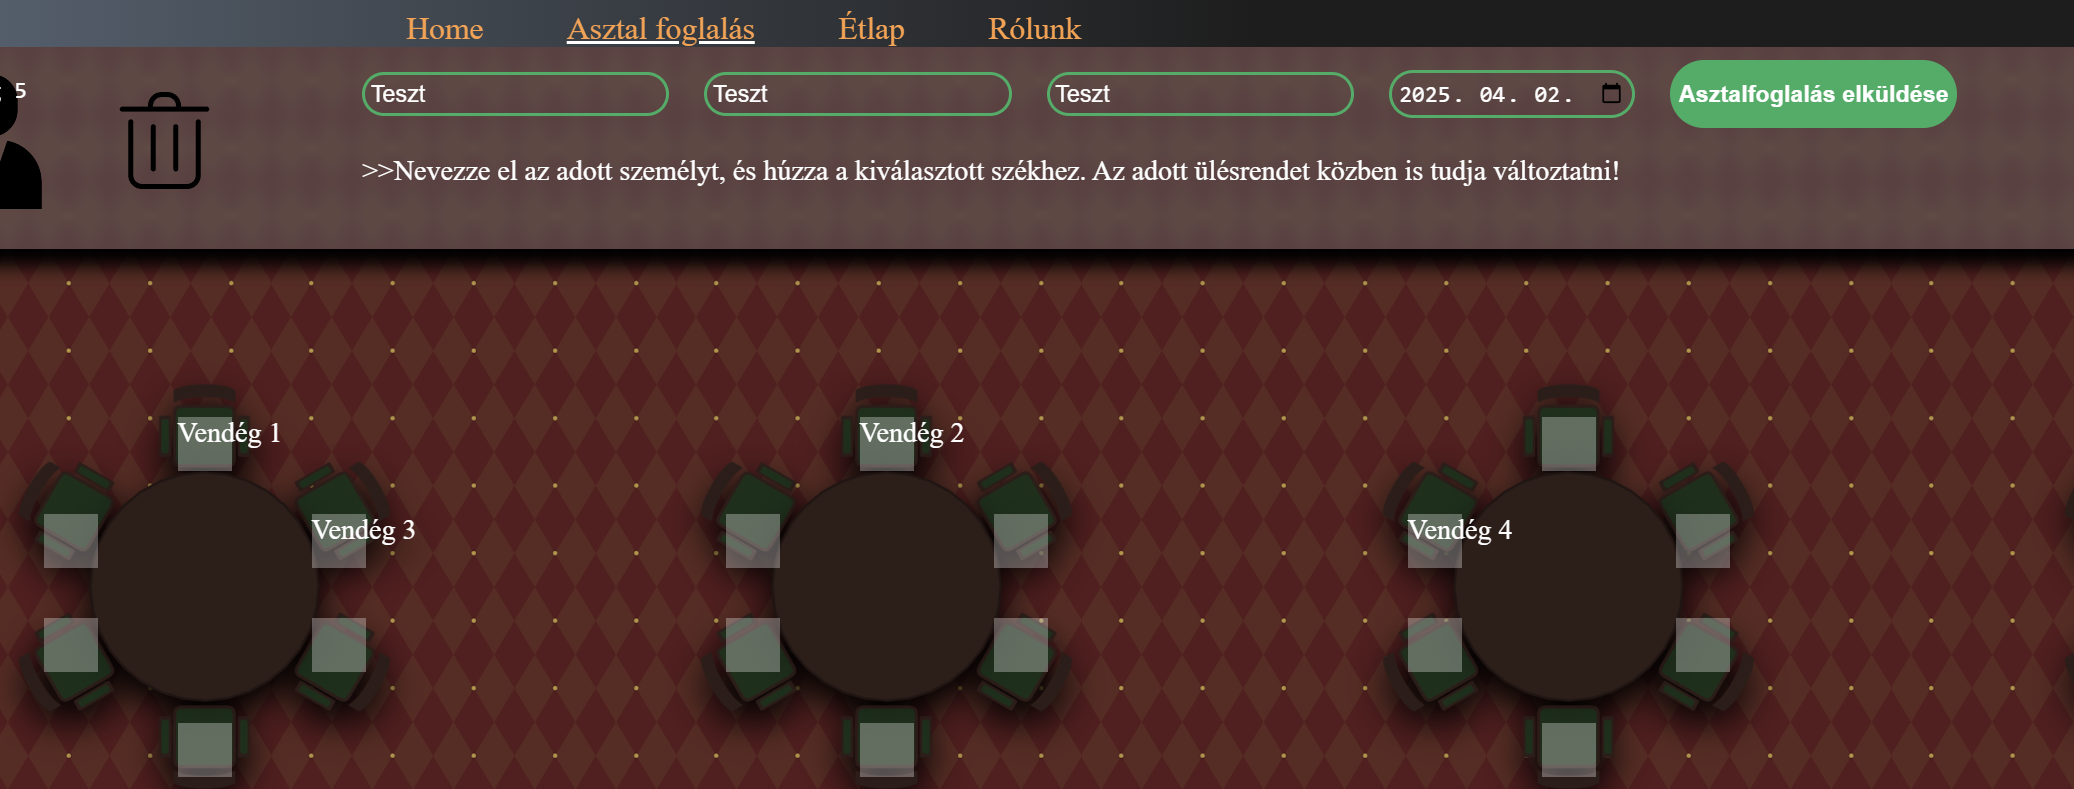 Home Asztal foglalás Étlap Rólunk
5
Teszt Teszt Teszt 2025. 04. 02. Asztalfoglalás elküldése
>>Nevezze el az adott személyt, és húzza a kiválasztott székhez. Az adott ülésrendet közben is tudja változtatni!
Vendég 1 Vendég 2
Vendég 3 Vendég 4